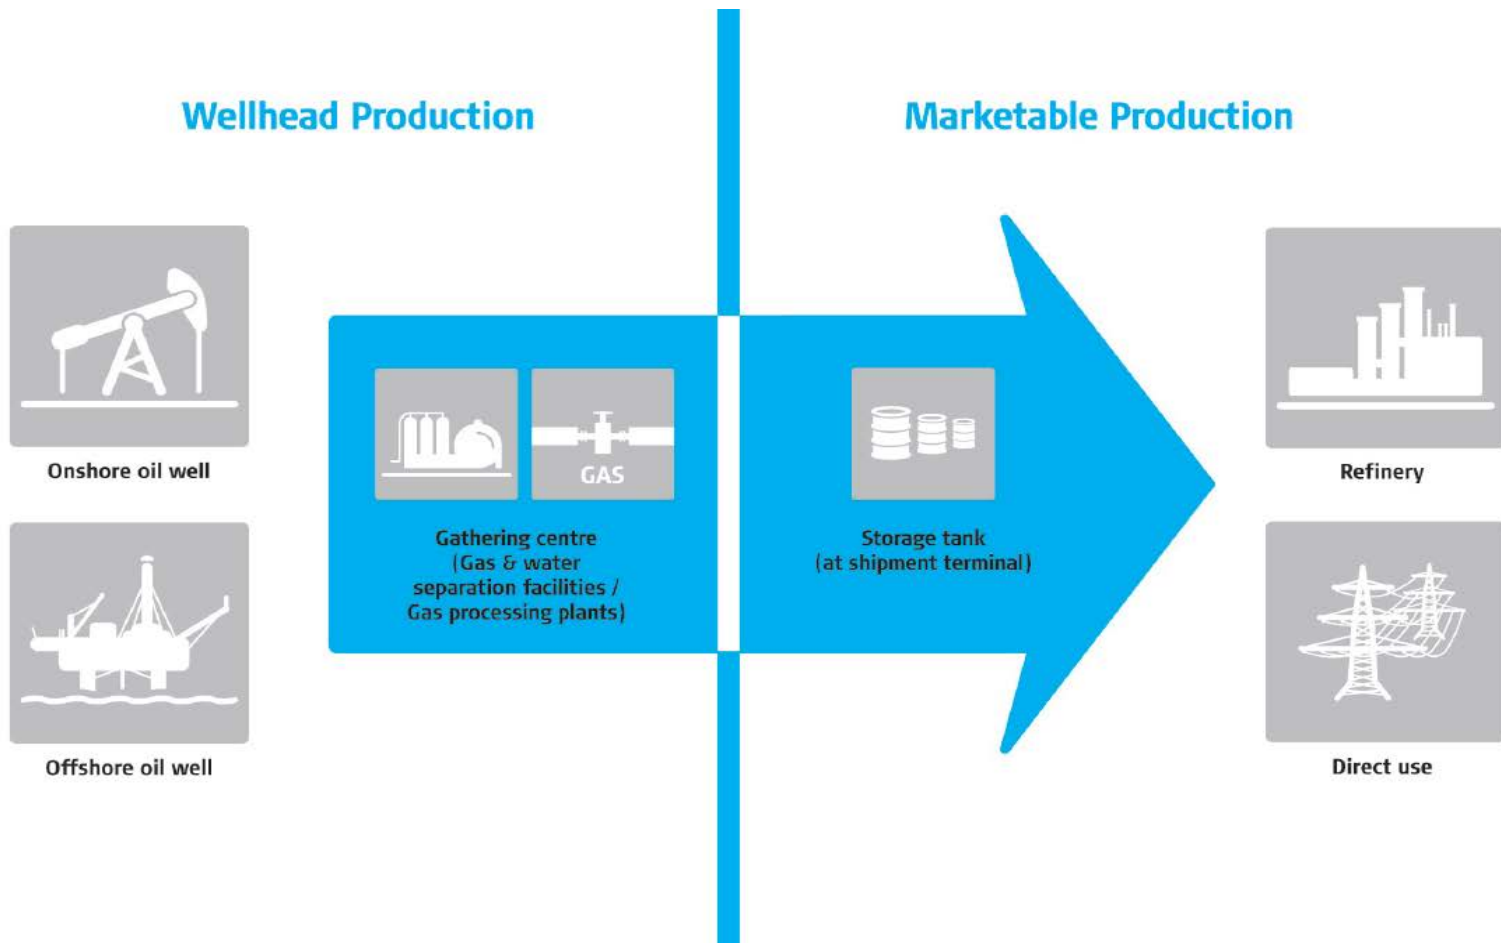 Wellhead Production
Marketable Production
Onshore oil well
Offshore oil well
GAS
Gathering centre
(Gas & water
separation facilities /
Gas processing plants)
Storage tank
(at shipment terminal)
Refinery
Direct use